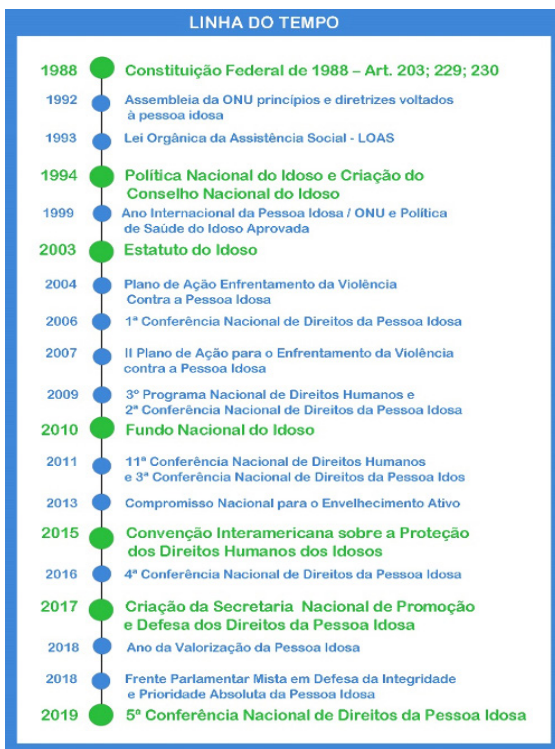 LINHA DO TEMPO
1988 Constituição Federal de 1988 – Art. 203; 229; 230
1992 Assembleia da ONU princípios e diretrizes voltados
à pessoa idosa
1993 Lei Orgânica da Assistência Social - LOAS
1994 Política Nacional do Idoso e Criação do
Conselho Nacional do Idoso
1999 Ano Internacional da Pessoa Idosa / ONU e Política
de Saúde do Idoso Aprovada
2003 Estatuto do Idoso
2004 Plano de Ação Enfrentamento da Violência
Contra a Pessoa Idosa
2006 1ª Conferência Nacional de Direitos da Pessoa Idosa
2007 II Plano de Ação para o Enfrentamento da Violência
contra a Pessoa Idosa
2009 3º Programa Nacional de Direitos Humanos e
2ª Conferência Nacional de Direitos da Pessoa Idosa
2010 Fundo Nacional do Idoso
2011 11ª Conferência Nacional de Direitos Humanos
e 3ª Conferência Nacional de Direitos da Pessoa Idos
2013 Compromisso Nacional para o Envelhecimento Ativo
2015 Convenção Interamericana sobre a Proteção
dos Direitos Humanos dos Idosos
2016 4ª Conferência Nacional de Direitos da Pessoa Idosa
2017 Criação da Secretaria Nacional de Promoção
e Defesa dos Direitos da Pessoa Idosa
2018 Ano da Valorização da Pessoa Idosa
2018 Frente Parlamentar Mista em Defesa da Integridade
e Prioridade Absoluta da Pessoa Idosa
2019 5ª Conferência Nacional de Direitos da Pessoa Idosa